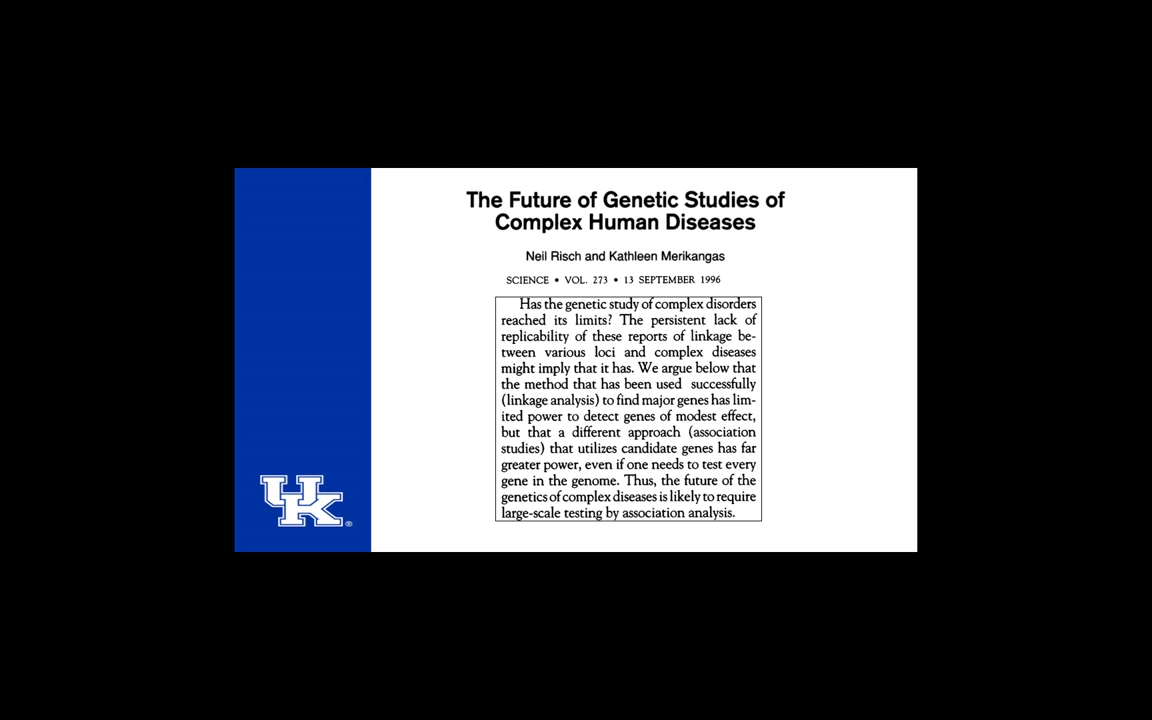 The Future of Genetic Studies of
Complex Human Diseases
Neil Risch and Kathleen Merikangas
SCIENCE • VOL. 273 • 13 SEPTEMBER 1996
Has the genetic study of complex disorders
reached its limits? The persistent lack of
replicability of these reports of linkage be-
tween various loci and complex diseases
might imply that it has. We argue below that
the method that has been used successfully
(linkage analysis) to find major genes has lim-
ited power to detect genes of modest effect,
but that a different approach (association
studies) that utilizes candidate genes has far
greater power, even if one needs to test every
gene in the genome. Thus, the future of the
genetics of complex diseases is likely to require
large-scale testing by association analysis.
UK®